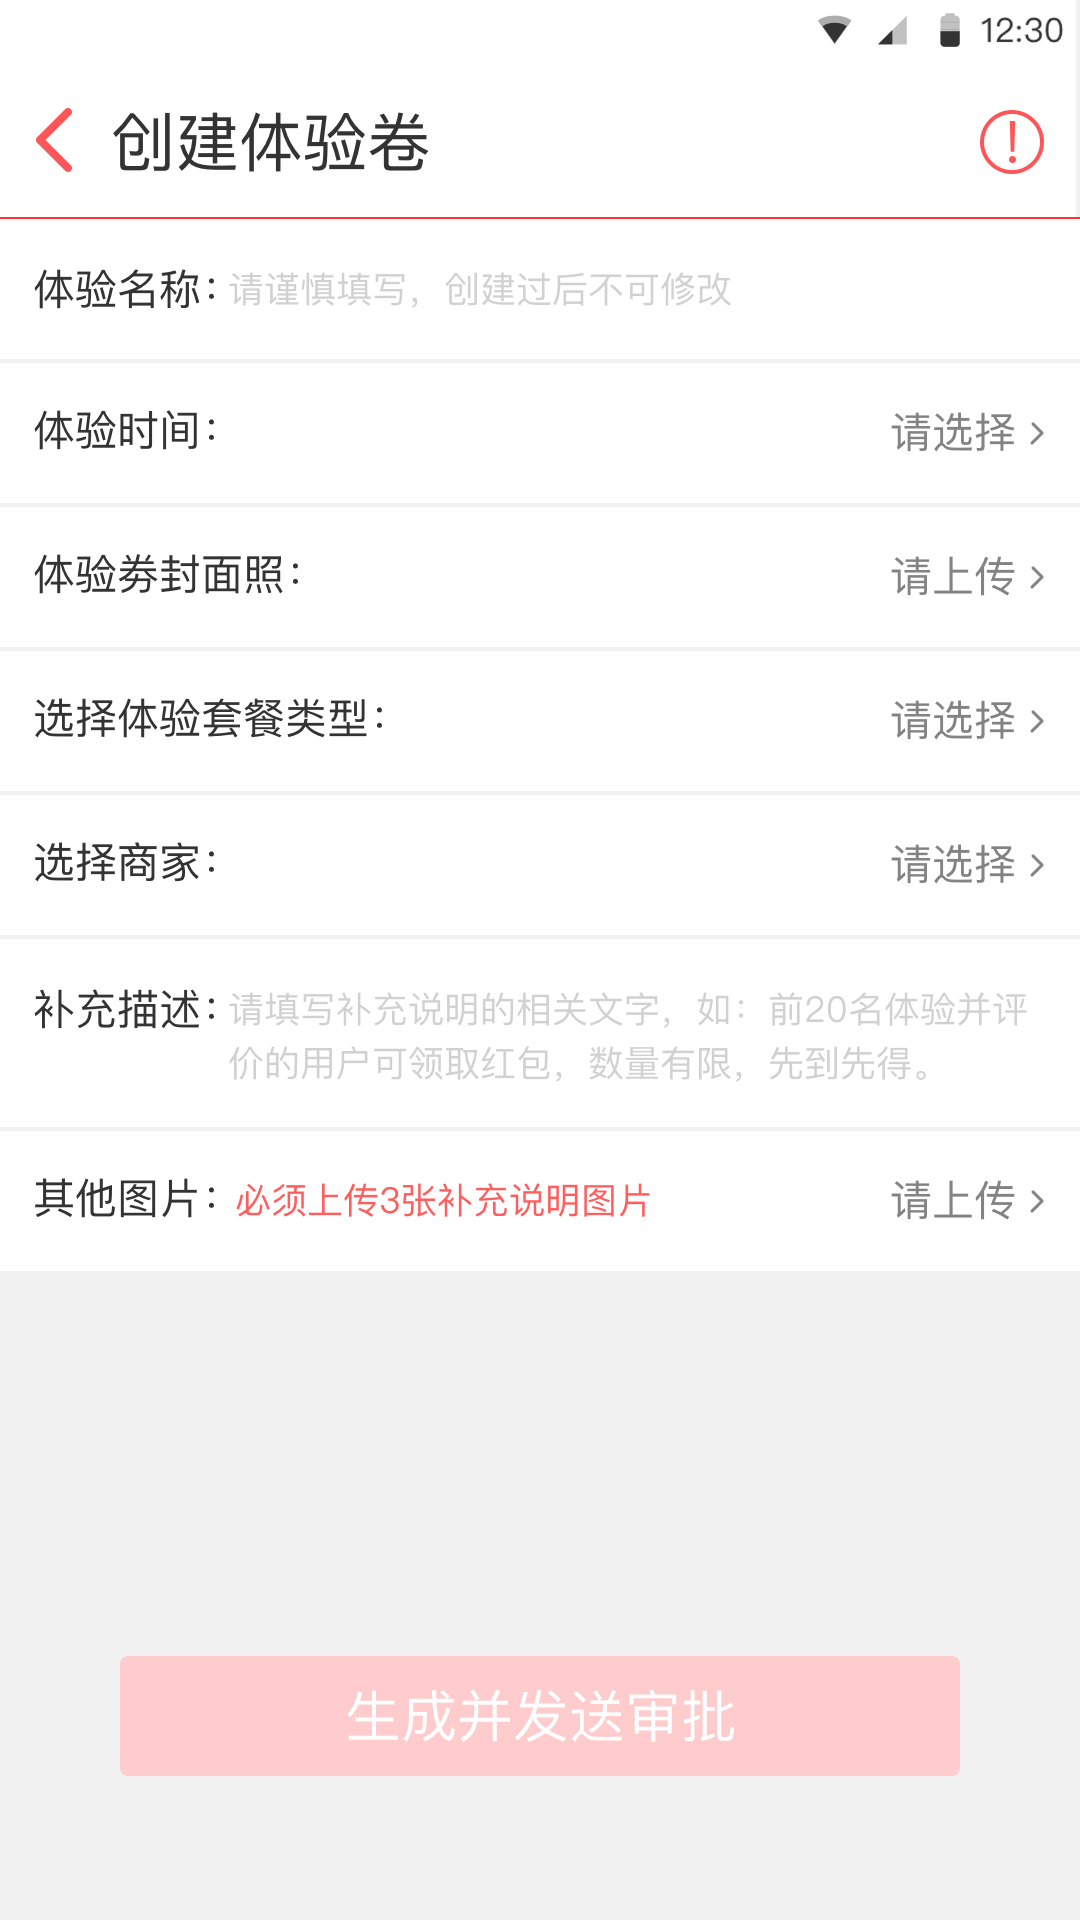 12:30
创建体验卷
体验名称：请谨慎填写，创建过后不可修改
体验时间：
请选择
体验券封面照：
请上传
选择体验套餐类型：
请选择
选择商家：
请选择
补充描述：请填写补充说明的相关文字，如：前20名体验并评
价的用户可领取红包，数量有限，先到先得。
其他图片：必须上传3张补充说明图片
请上传
生成并发送审批